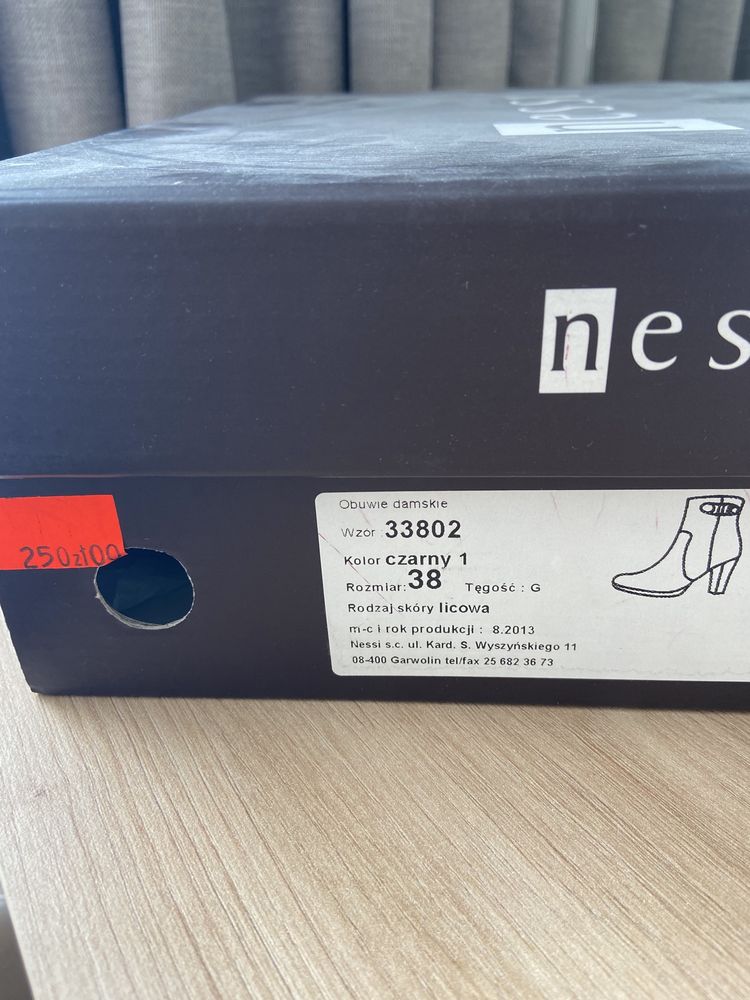 nes
250zł00
Obuwie damskie
Wzór :33802
Kolor czarny 1
Rozmiar:38 Tęgość : G
Rodzaj skóry licowa
m-c i rok produkcji : 8.2013
Nessi s.c. ul. Kard. S. Wyszyńskiego 11
08-400 Garwolin tel/fax 25 682 36 73